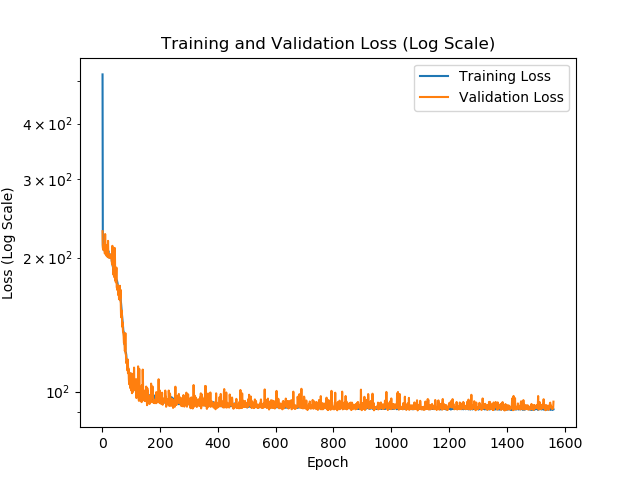 Training and Validation Loss (Log Scale)
Training Loss
Validation Loss
Loss (Log Scale)
4 × 10²
3 × 10²
2 × 10²
10²
0 200 400 600 800 1000 1200 1400 1600
Epoch